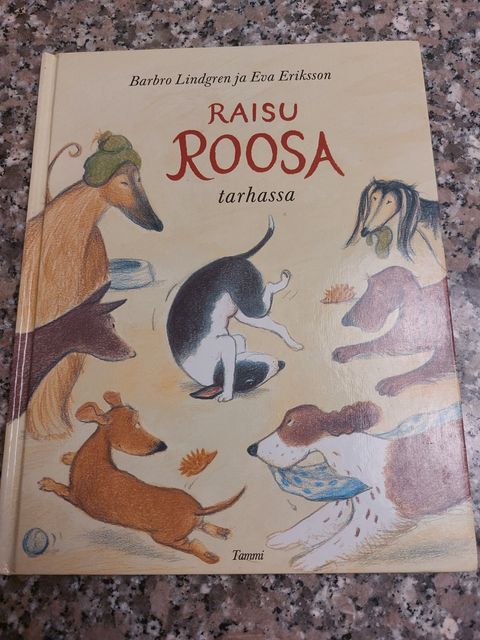 Barbro Lindgren ja Eva Eriksson
RAISU
ROOSA
tarhassa
Tammi